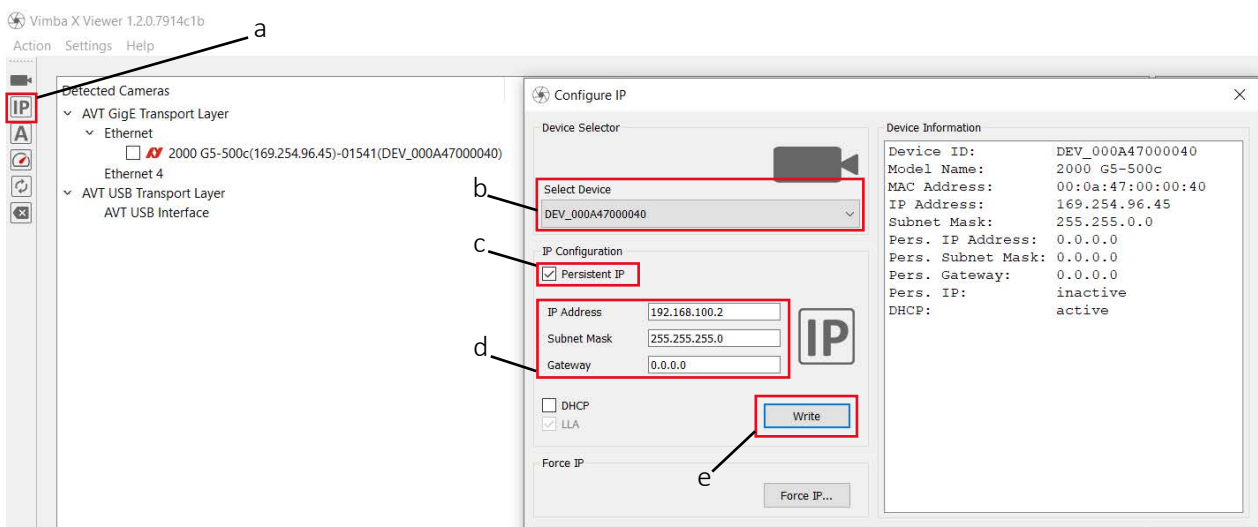 Vimba X Viewer 1.2.0.7914c1b
a
Action Settings Help
Detected Cameras
AVT GigE Transport Layer
Ethernet
2000 G5-500c(169.254.96.45)-01541(DEV_000A47000040)
Ethernet 4
AVT USB Transport Layer
AVT USB Interface
IP
A
Configure IP
Device Selector
b
Select Device
DEV_000A47000040
c
IP Configuration
Persistent IP
d
IP Address 192.168.100.2
Subnet Mask 255.255.255.0
Gateway 0.0.0.0
IP
DHCP
LLA
Write
e
Force IP
Force IP...
Device Information
Device ID: DEV_000A47000040
Model Name: 2000 G5-500c
MAC Address: 00:0a:47:00:00:40
IP Address: 169.254.96.45
Subnet Mask: 255.255.0.0
Pers. IP Address: 0.0.0.0
Pers. Subnet Mask: 0.0.0.0
Pers. Gateway: 0.0.0.0
Pers. IP: inactive
DHCP: active